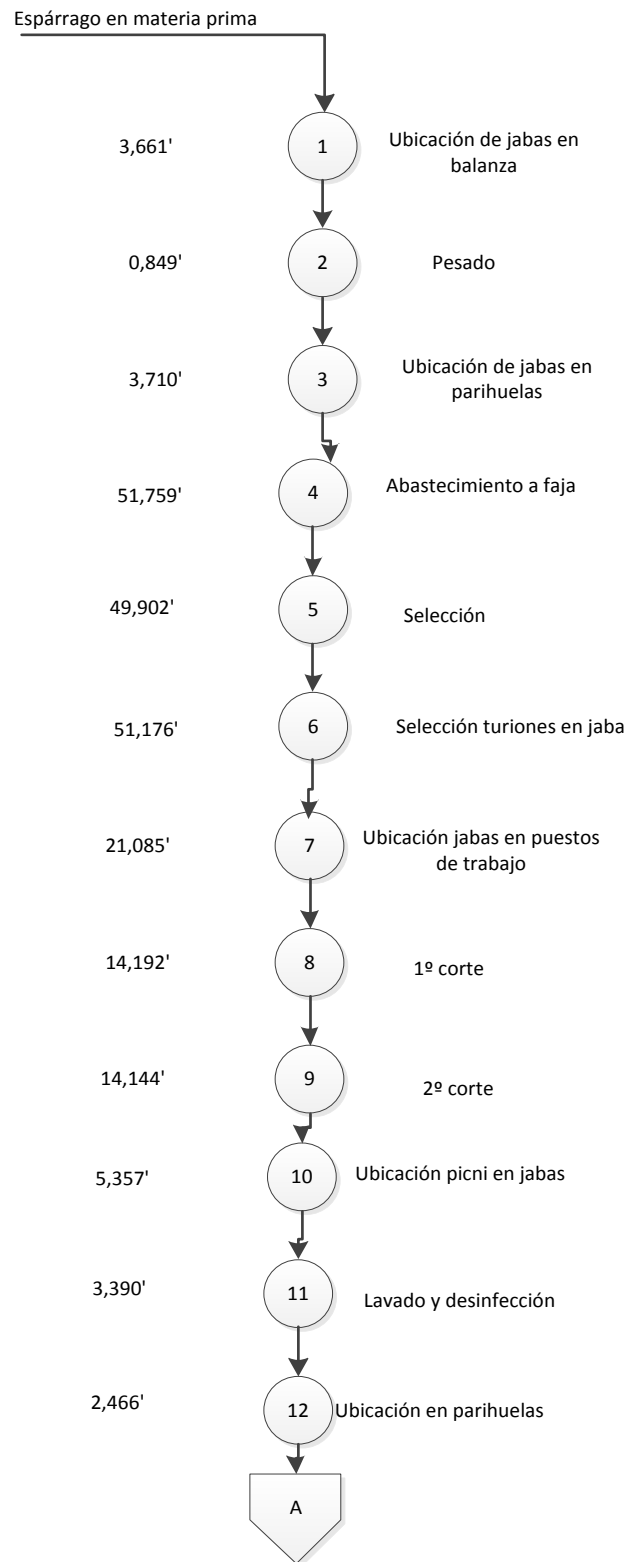 Espárrago en materia prima
3,661'
1
Ubicación de jabas en
balanza
0,849'
2
Pesado
3,710'
3
Ubicación de jabas en
parihuelas
51,759'
4
Abastecimiento a faja
49,902'
5
Selección
51,176'
6
Selección turiones en jaba
21,085'
7
Ubicación jabas en puestos
de trabajo
14,192'
8
1º corte
14,144'
9
2º corte
5,357'
10
Ubicación picni en jabas
3,390'
11
Lavado y desinfección
2,466'
12
Ubicación en parihuelas
A